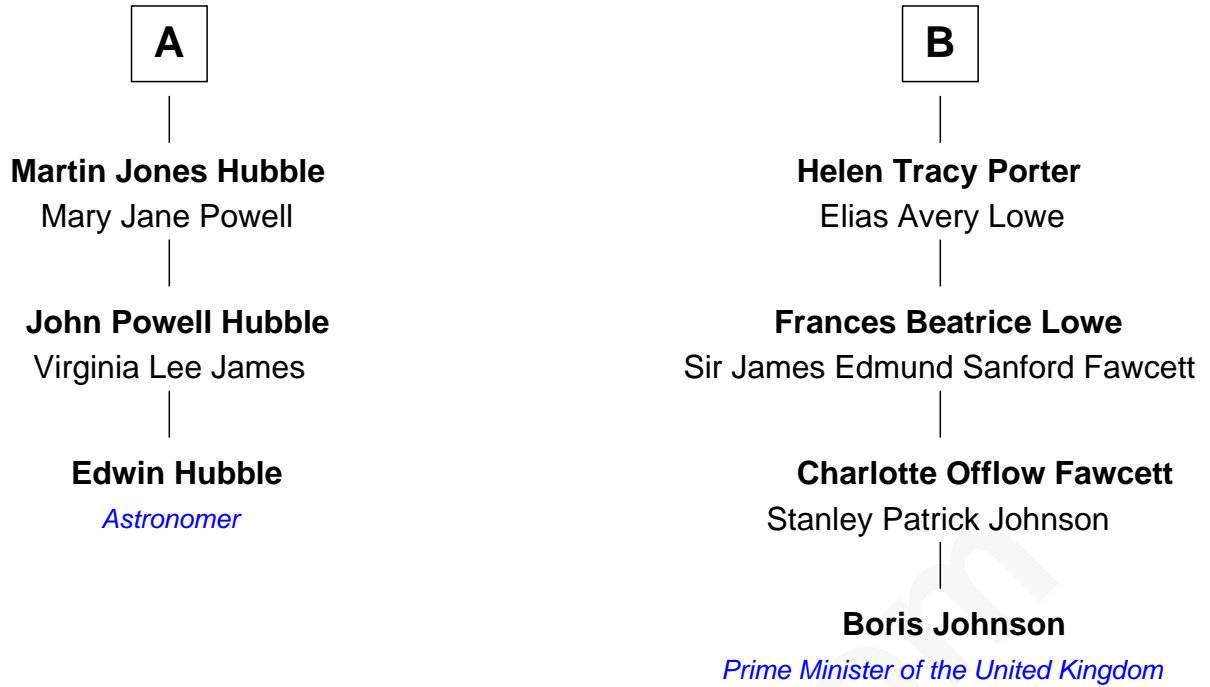 A
Martin Jones Hubble
Mary Jane Powell
John Powell Hubble
Virginia Lee James
Edwin Hubble
Astronomer
B
Helen Tracy Porter
Elias Avery Lowe
Frances Beatrice Lowe
Sir James Edmund Sanford Fawcett
Charlotte Offlow Fawcett
Stanley Patrick Johnson
Boris Johnson
Prime Minister of the United Kingdom